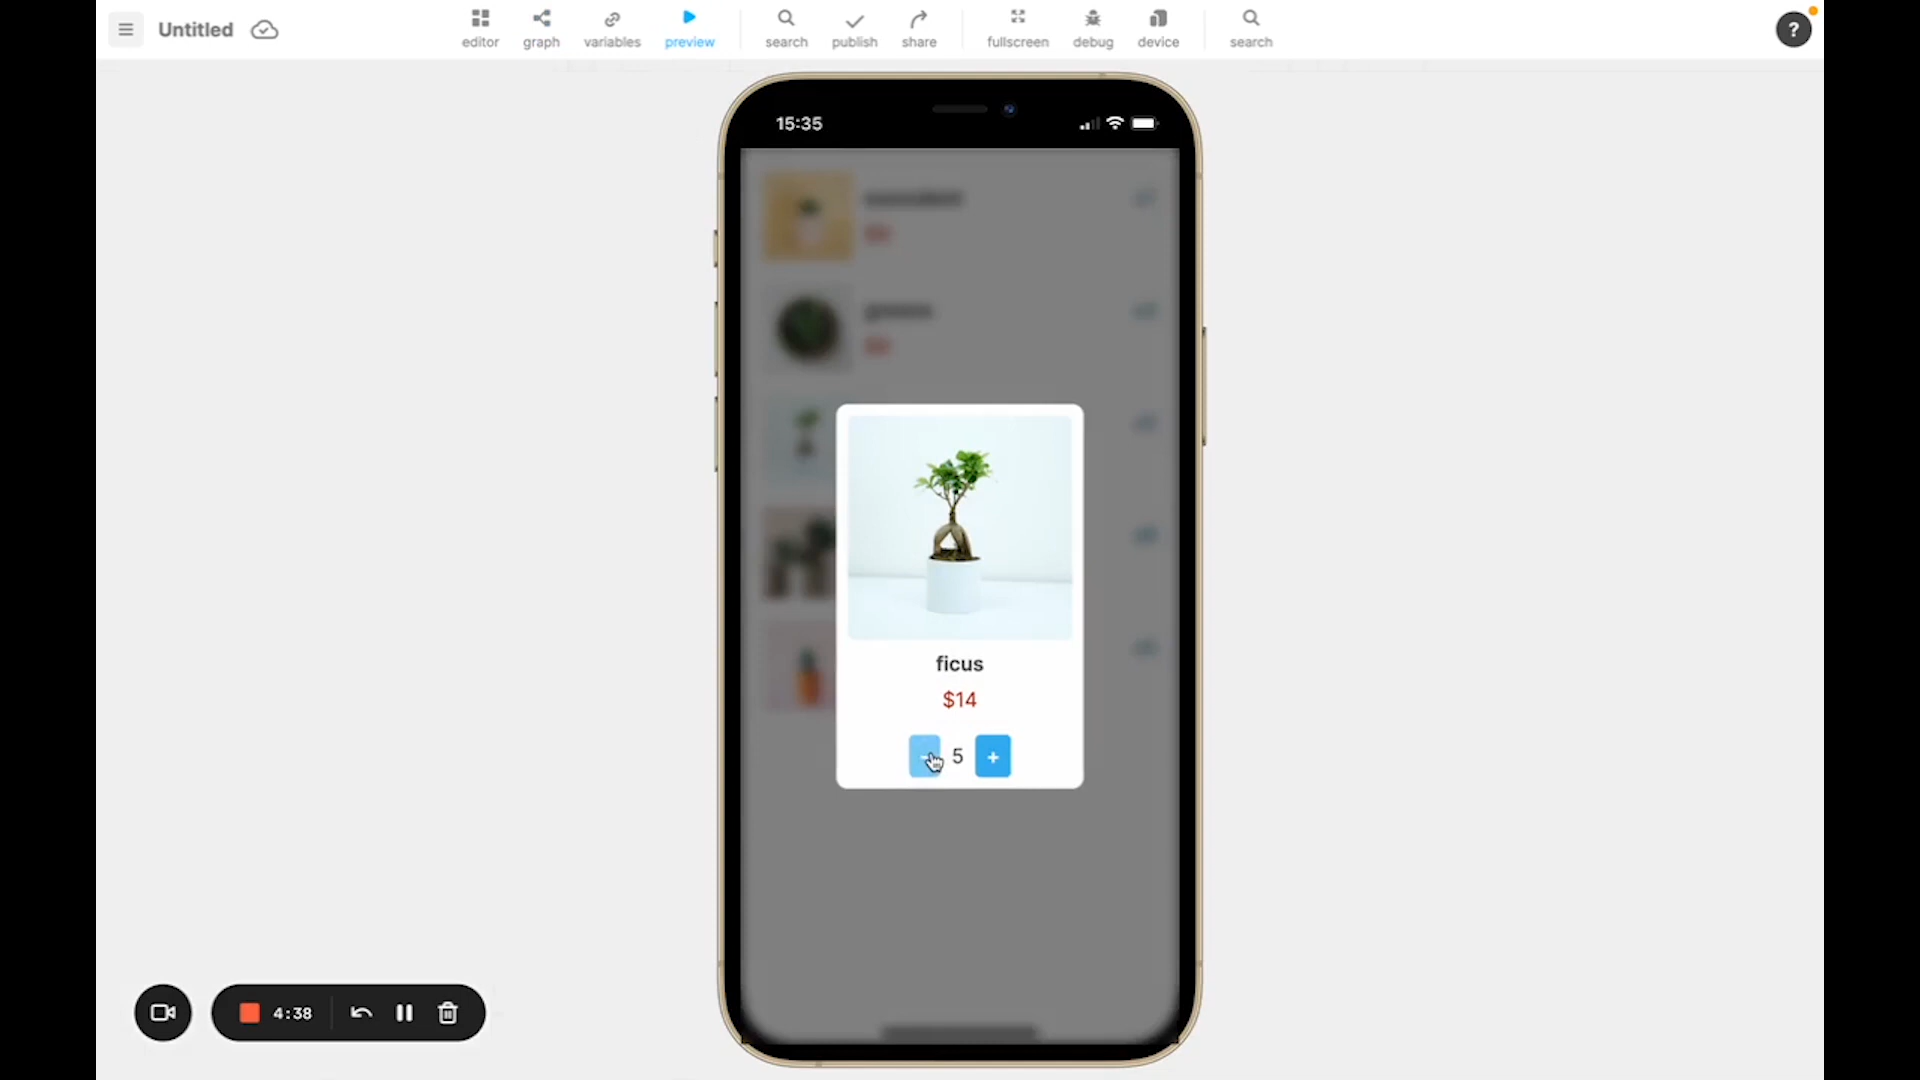 Untitled
editor graph variables preview search publish share fullscreen debug device search
?
15:35
ficus
$14
- 5 +
4:38